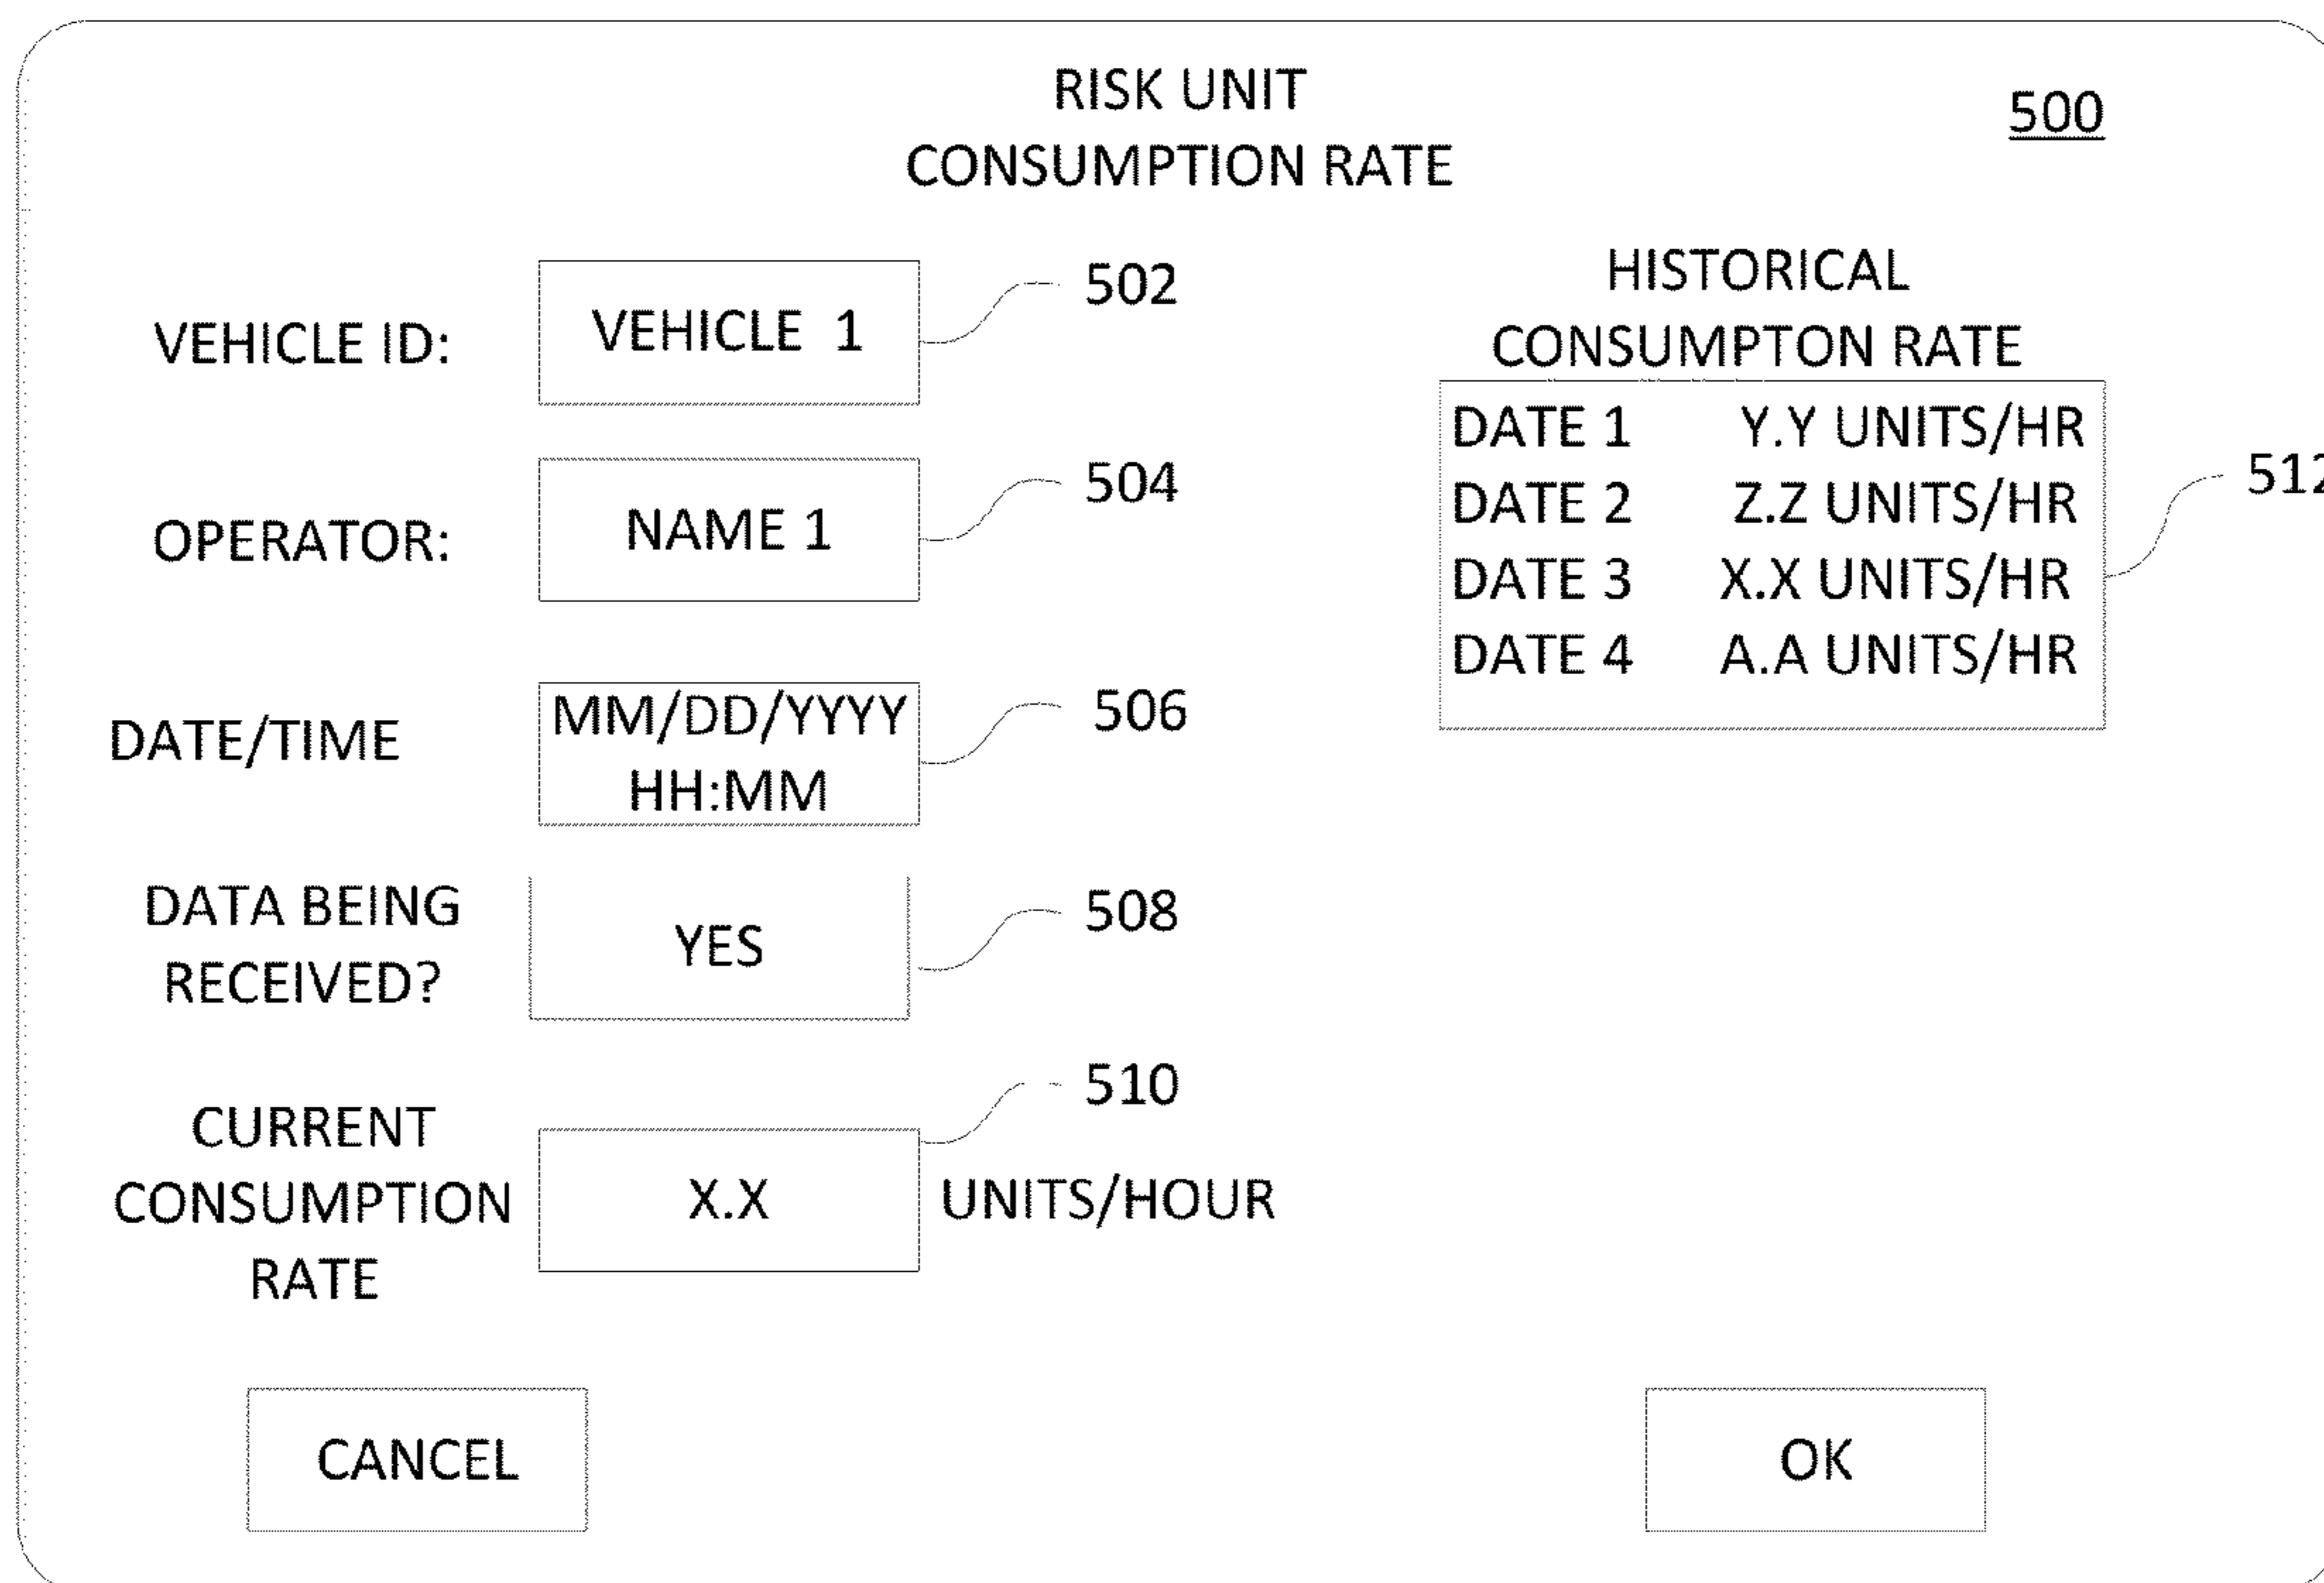 RISK UNIT
CONSUMPTION RATE
500
VEHICLE ID:
VEHICLE 1
502
OPERATOR:
NAME 1
504
DATE/TIME
MM/DD/YYYY
HH:MM
506
DATA BEING
RECEIVED?
YES
508
CURRENT
CONSUMPTION
RATE
X.X
510
UNITS/HOUR
HISTORICAL
CONSUMPTON RATE
DATE 1 Y.Y UNITS/HR
DATE 2 Z.Z UNITS/HR
DATE 3 X.X UNITS/HR
DATE 4 A.A UNITS/HR
512
CANCEL
OK